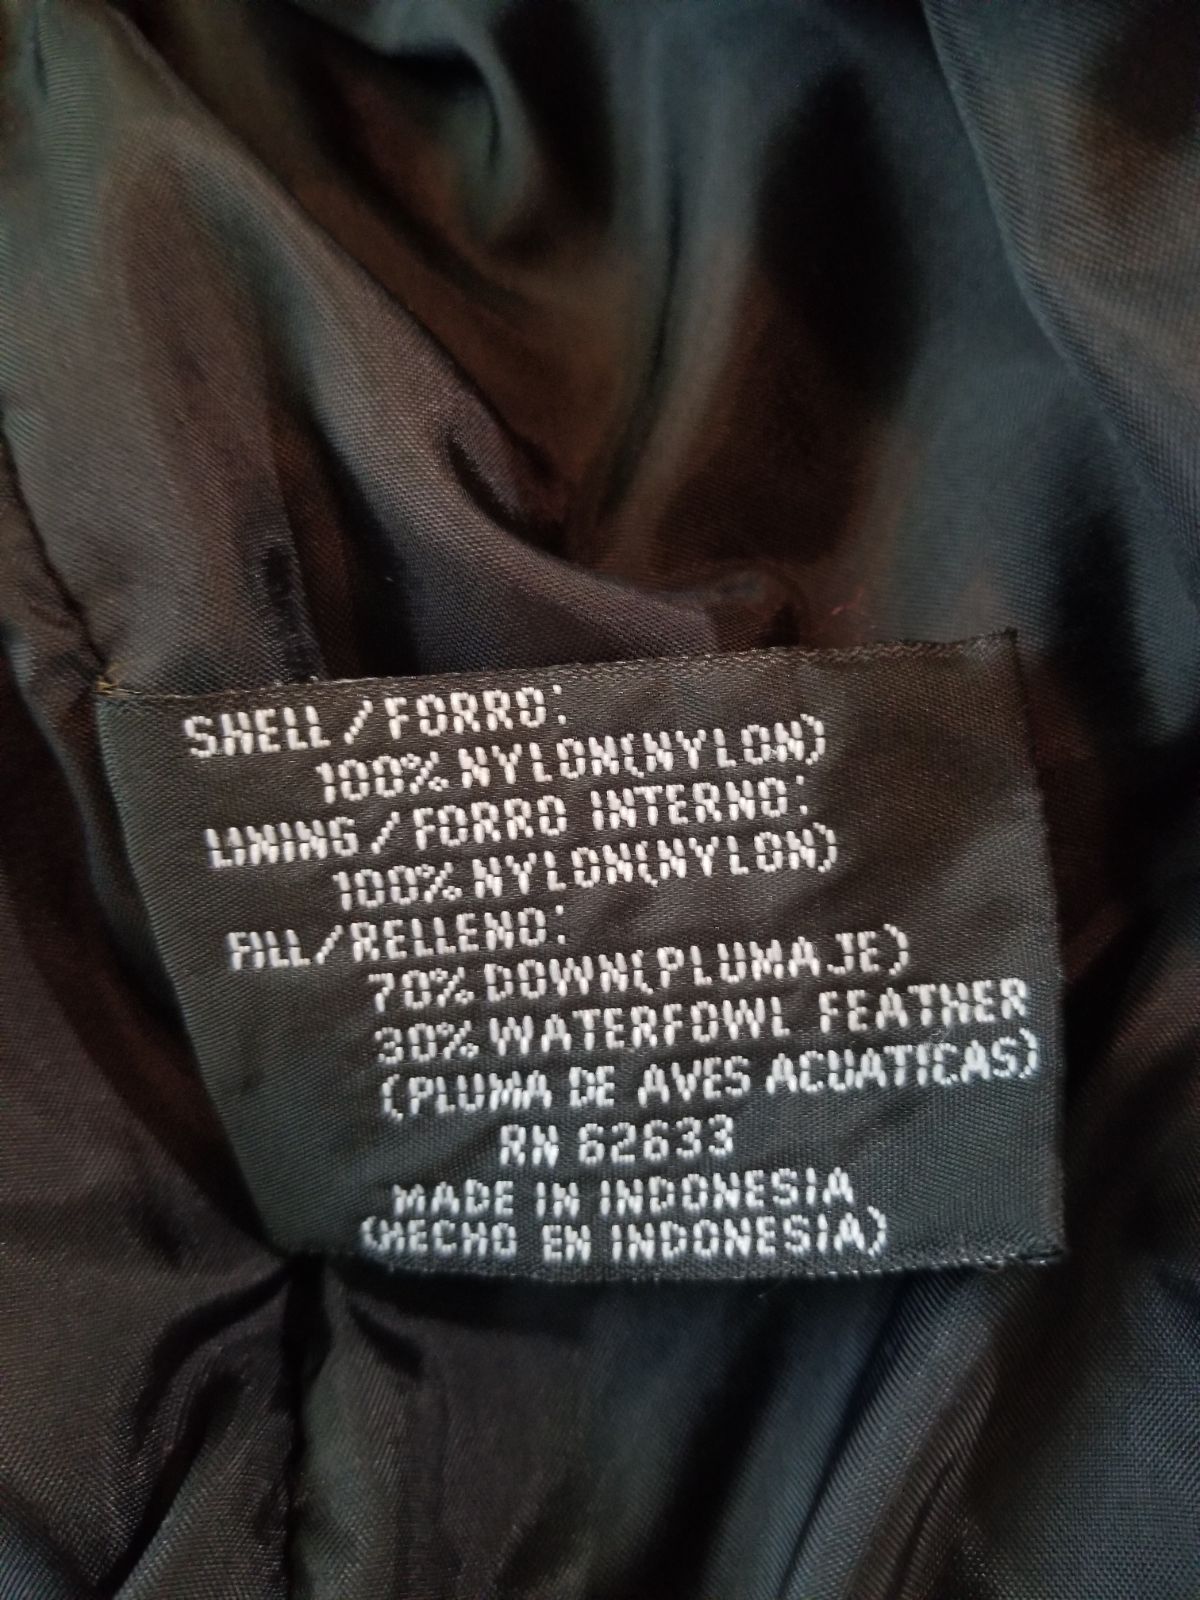 SHELL/FORRO:
100% NYLON(NYLON)
LINING/FORRO INTERNO:
100% NYLON(NYLON)
FILL/RELLENO:
70% DOWN(PLUMAJE)
30% WATERFOWL FEATHER
(PLUMA DE AVES ACUATICAS)
RN 62633
MADE IN INDONESIA
(HECHO EN INDONESIA)